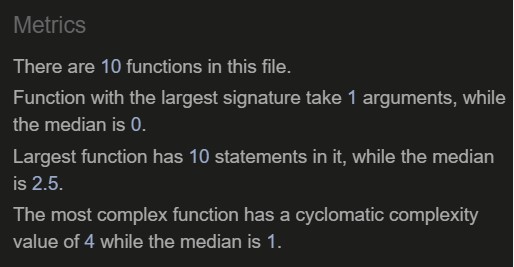 Metrics
There are 10 functions in this file.
Function with the largest signature take 1 arguments, while
the median is 0.
Largest function has 10 statements in it, while the median
is 2.5.
The most complex function has a cyclomatic complexity
value of 4 while the median is 1.